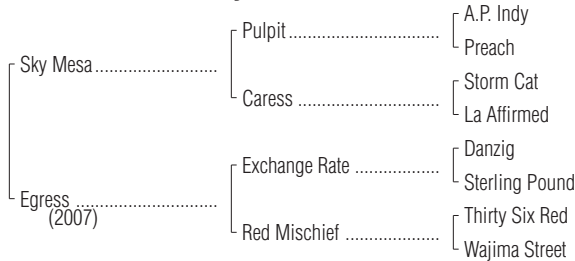 A.P. Indy
Pulpit
Preach
Sky Mesa
Storm Cat
Caress
La Affirmed
Danzig
Exchange Rate
Sterling Pound
Egress
(2007)
Thirty Six Red
Red Mischief
Wajima Street